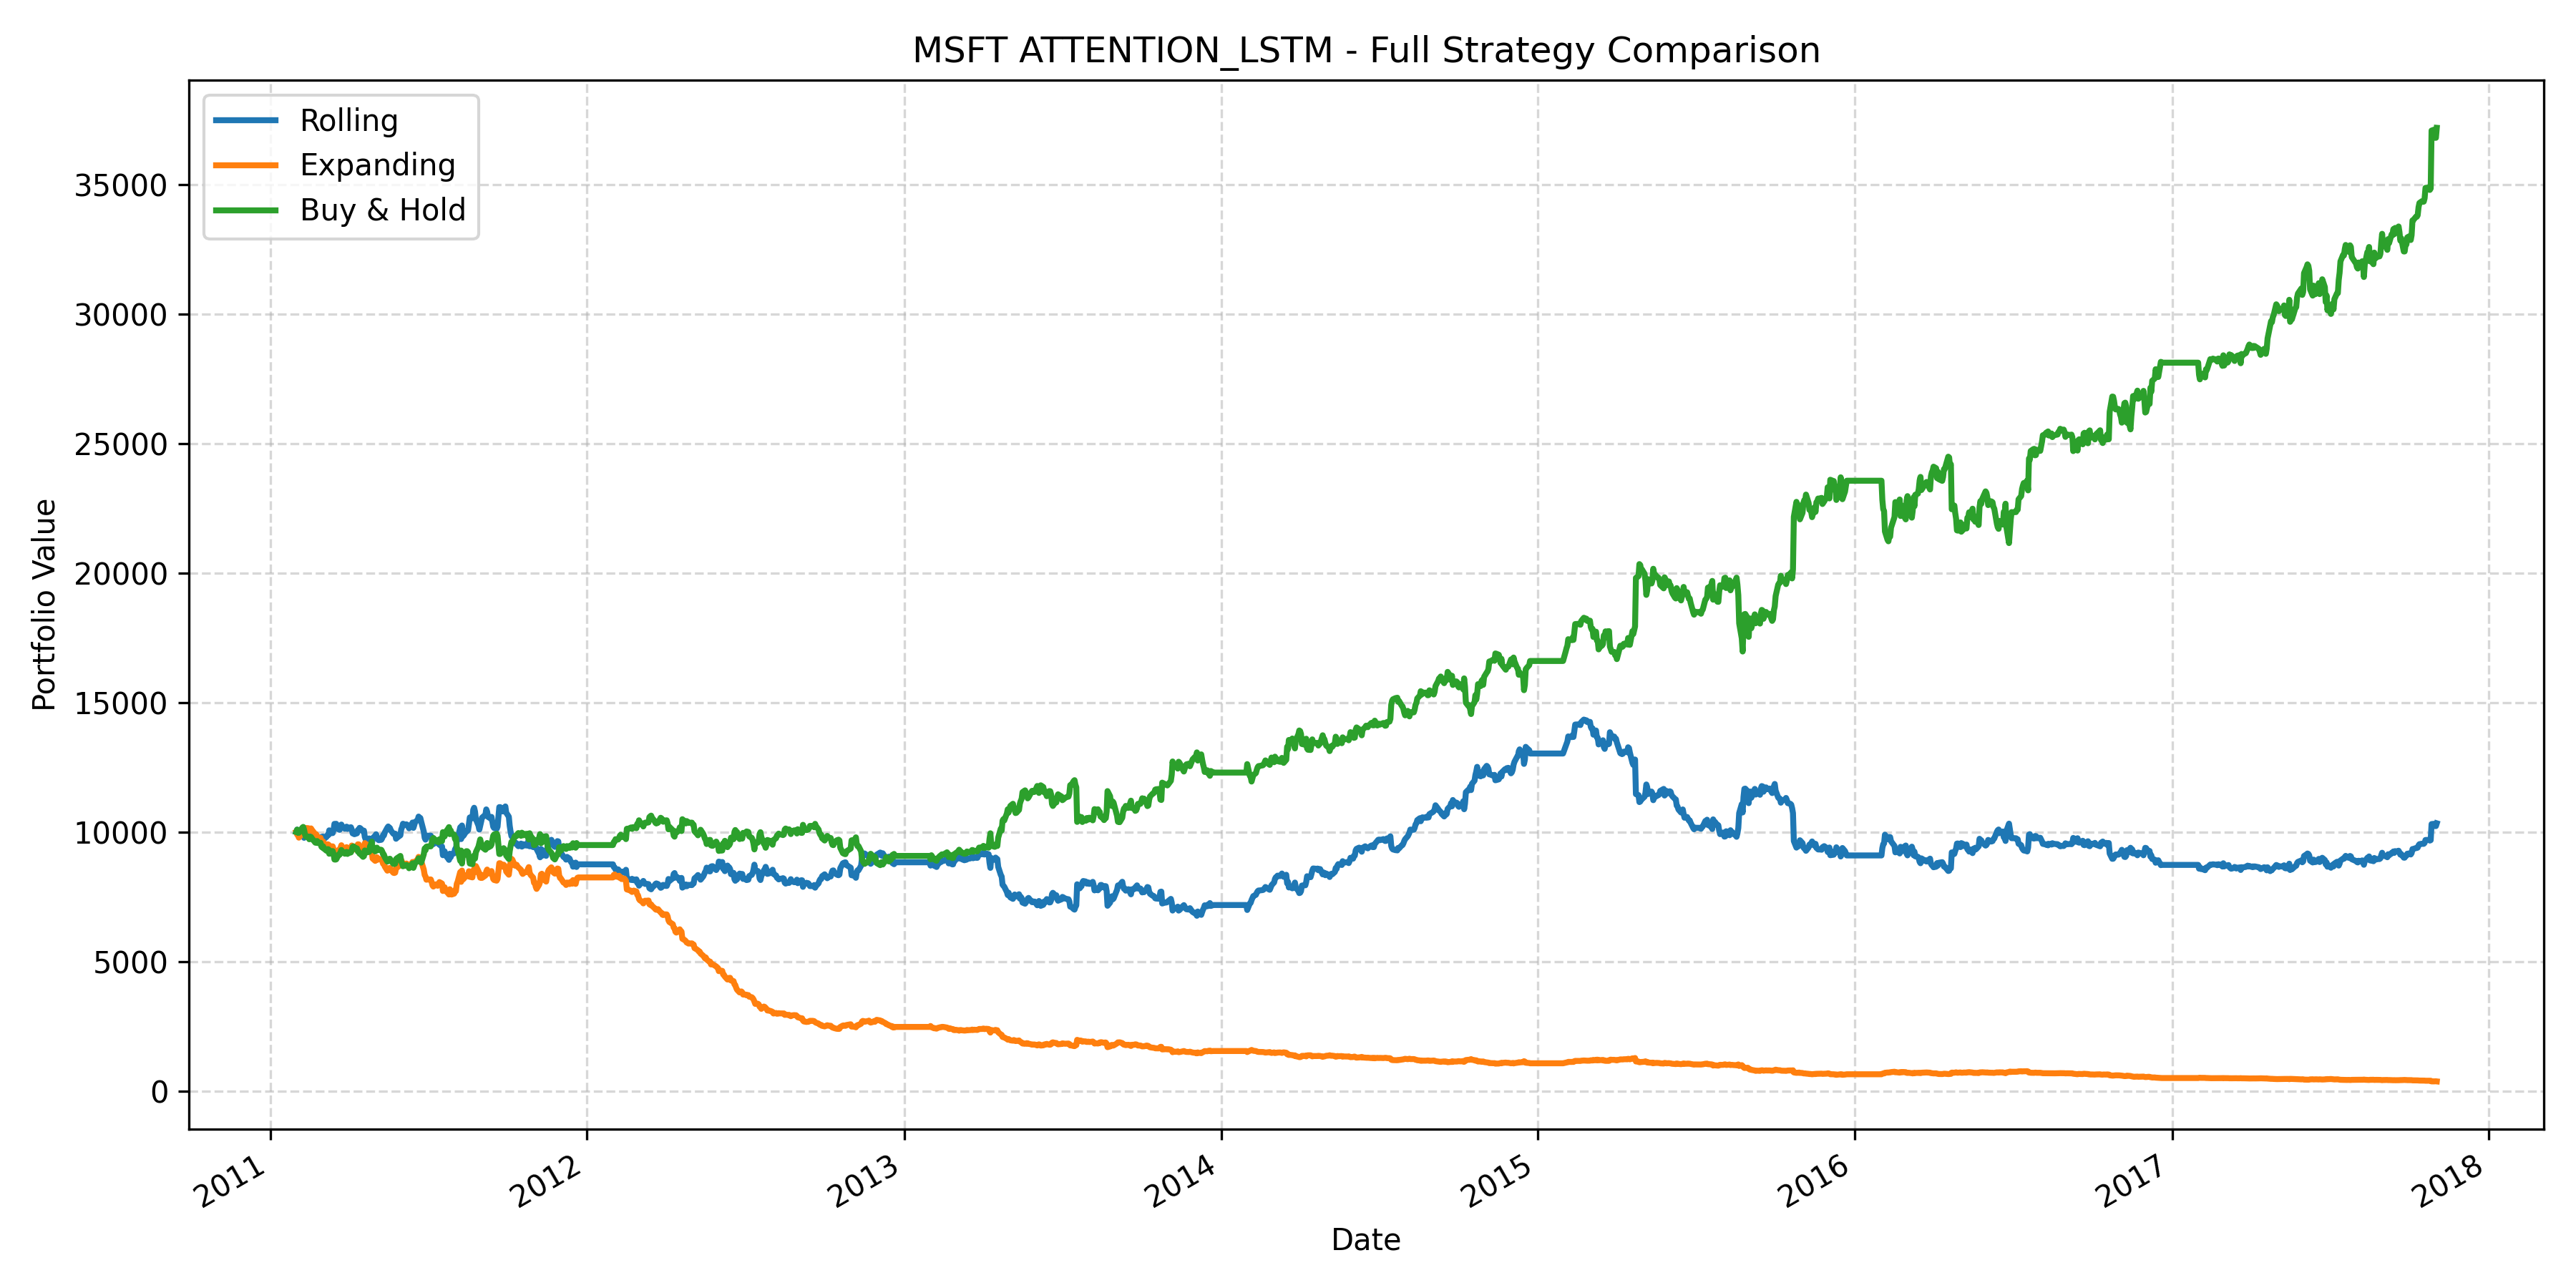 MSFT ATTENTION_LSTM - Full Strategy Comparison
Rolling
Expanding
Buy & Hold
Portfolio Value
35000
30000
25000
20000
15000
10000
5000
0
2011
2012
2013
2014
2015
2016
2017
2018
Date